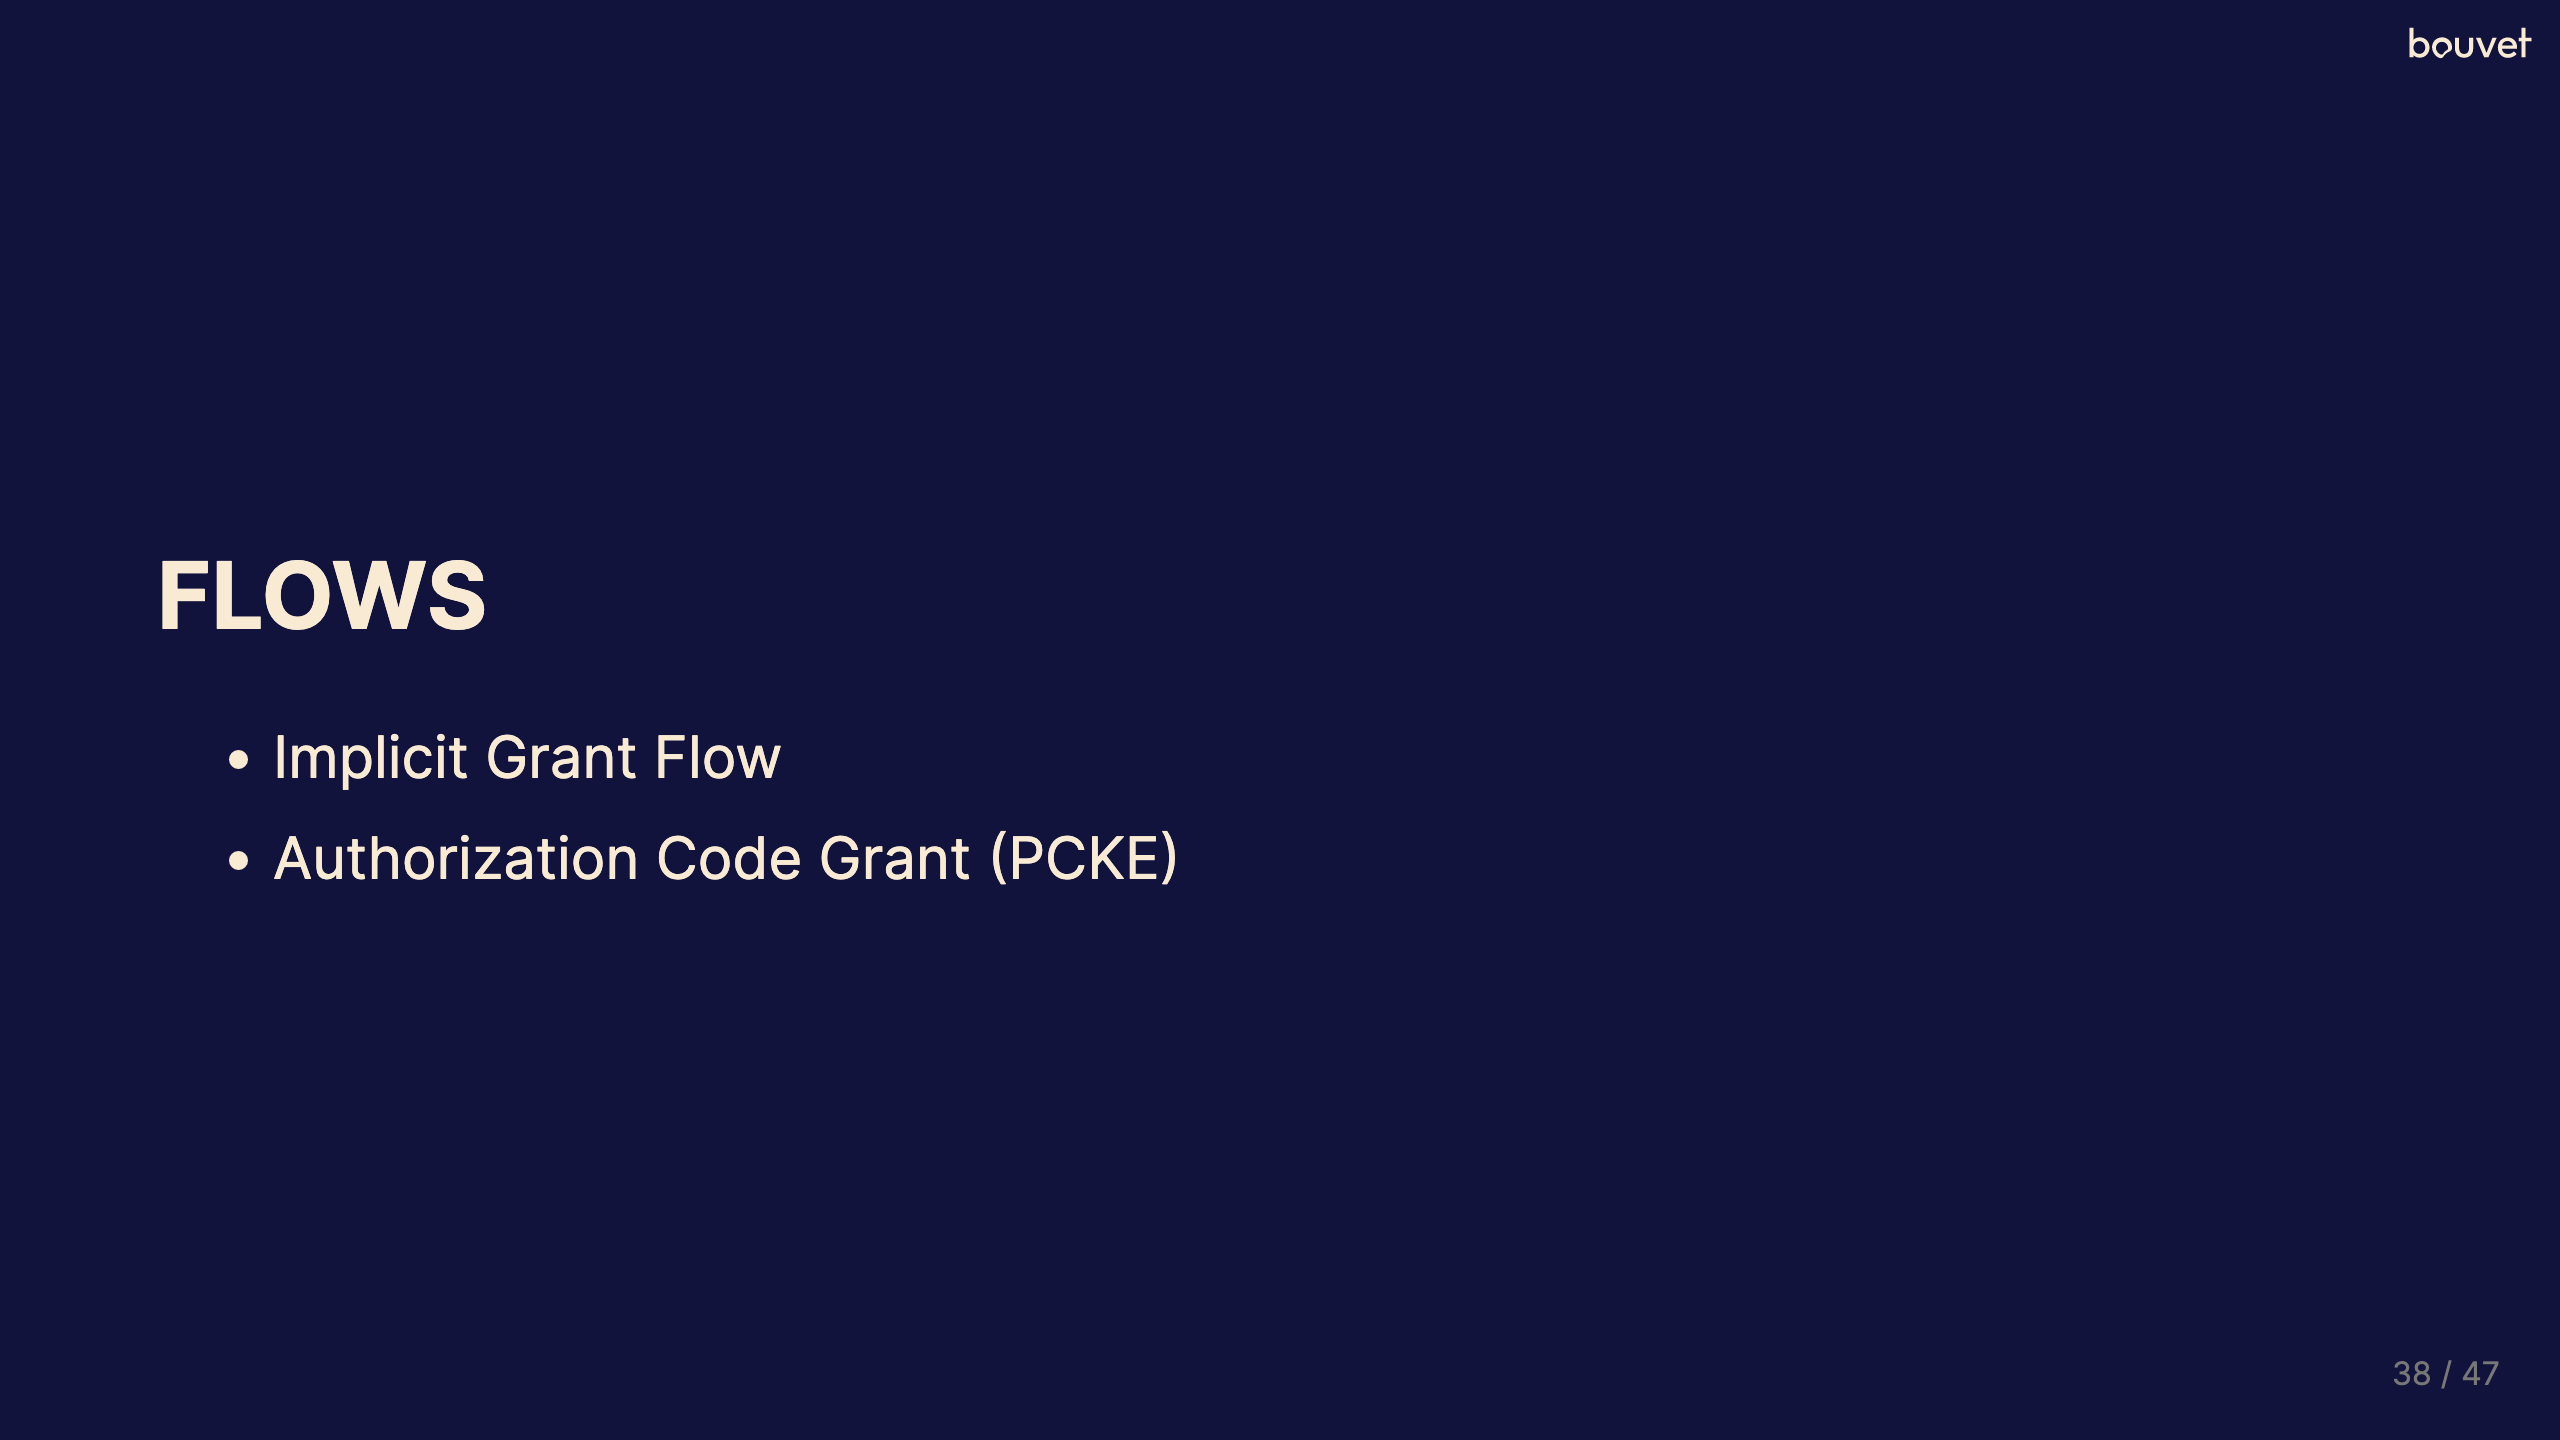 bouvet
FLOWS
• Implicit Grant Flow
• Authorization Code Grant (PCKE)
38 / 47